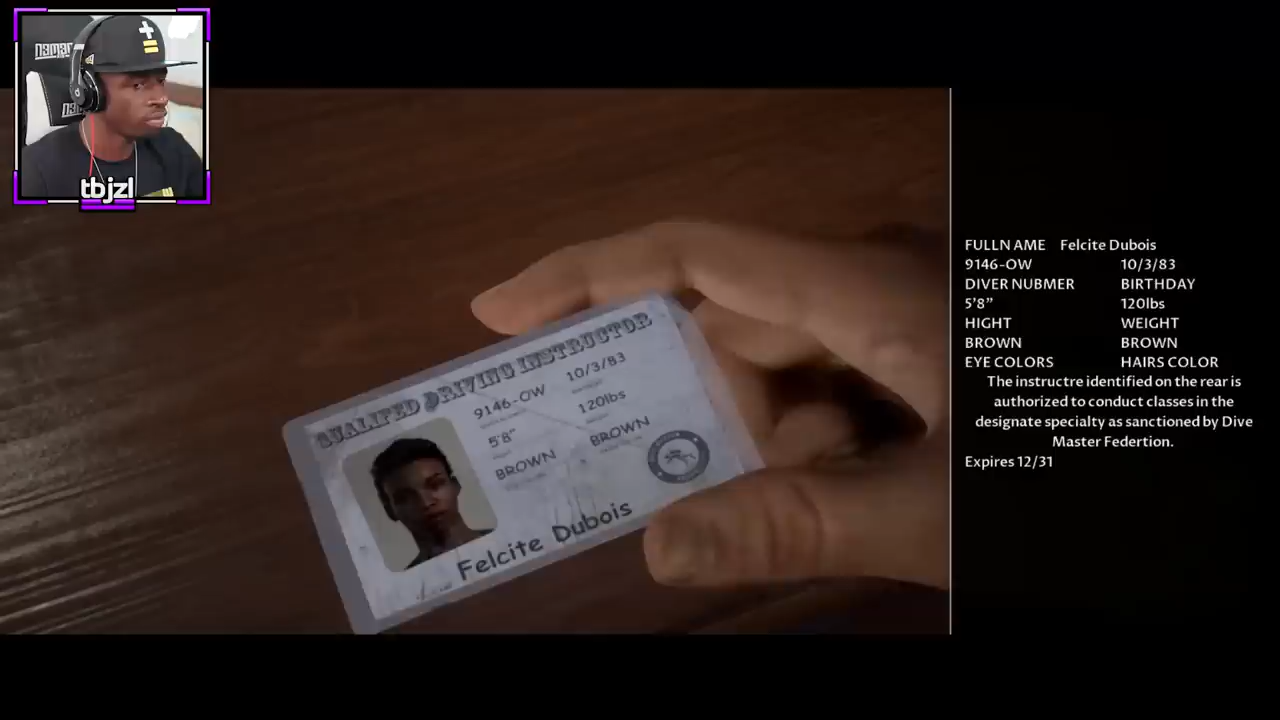 N3MAR
tbjzl
QUALIFED DRIVING INSTRUCTOR
9146-OW 10/3/83
5'8" 120lbs
BROWN BROWN
Felcite Dubois
FULLN AME Felcite Dubois
9146-OW 10/3/83
DIVER NUBMER BIRTHDAY
5'8" 120lbs
HIGHT WEIGHT
BROWN BROWN
EYE COLORS HAIRS COLOR
The instructre identified on the rear is
authorized to conduct classes in the
designate specialty as sanctioned by Dive
Master Federtion.
Expires 12/31